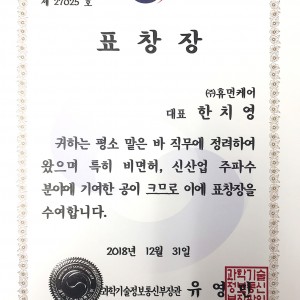 제 27025 호
표 창 장
㈜휴먼케어
대표 한 치 영
귀하는 평소 맡은 바 직무에 정려하여
왔으며 특히 비면허, 신산업 주파수
분야에 기여한 공이 크므로 이에 표창장을
수여합니다.
2018년 12월 31일
과학기술정보통신부장관 유 영